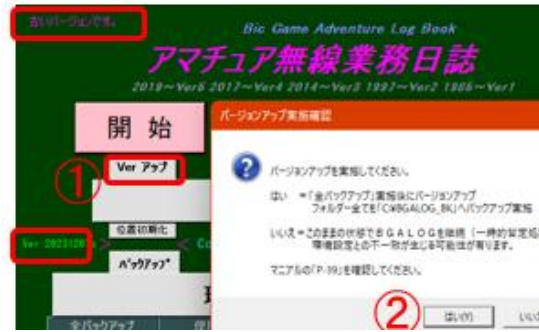 古いバージョンです。
Bic Game Adventure Log Book
アマチュア無線業務日誌
2019～Ver5 2017～Ver4 2014～Ver3 1997～Ver2 1986～Ver1
開 始
Ver アップ
①
位置初期化
Ver 2023120
バックアップ
全バックアップ
バージョンアップ実施確認
バージョンアップを実施してください。
はい ＝「全バックアップ」実施後にバージョンアップ
フォルダー全てを「C:¥BGALOG_BK」へバックアップ実施
いいえ＝このままの状態でＢＧＡＬＯＧを継続（一時的暫定処
環境設定との不一致が生じる可能性が有ります。
マニアルの「P-39」を確認してください。
②
はい(Y)